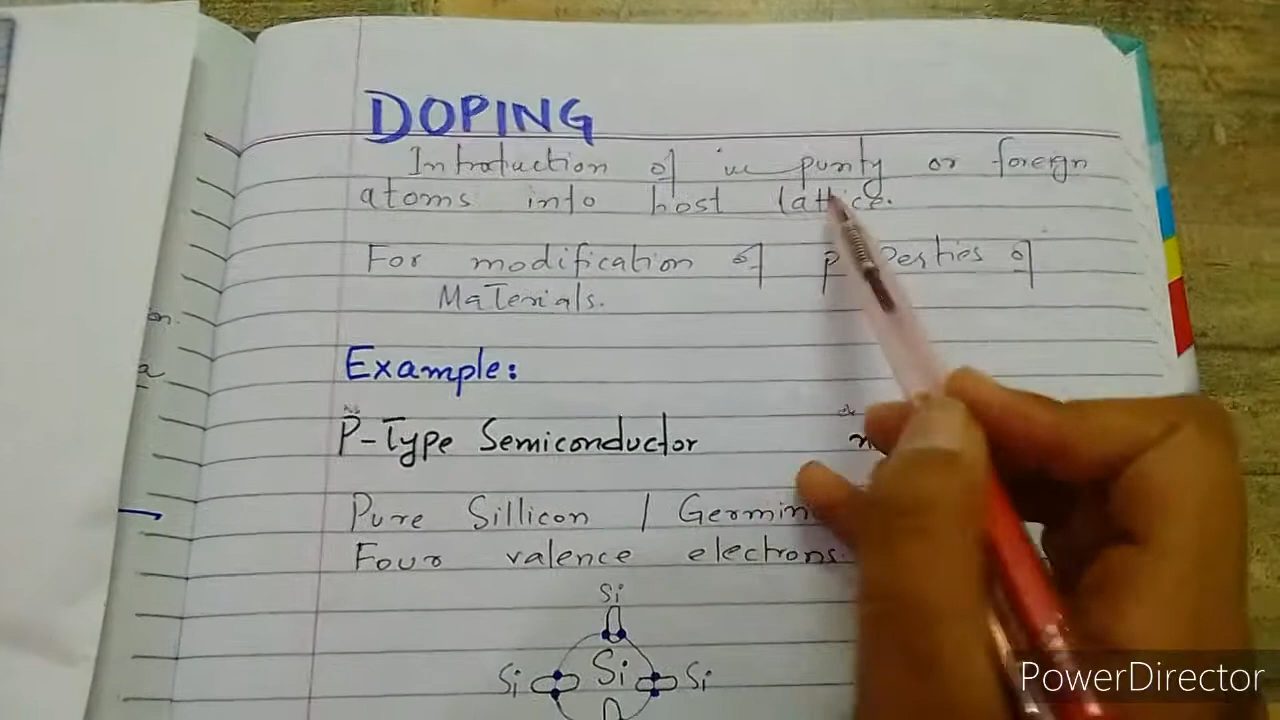 DOPING
Introduction of impurity or foreign
atoms into host lattice.
For modification of properties of
Materials.
Example:
P-Type Semiconductor n
Pure Sillicon / Germin
Four valence electrons.
Si
Si Si Si
PowerDirector